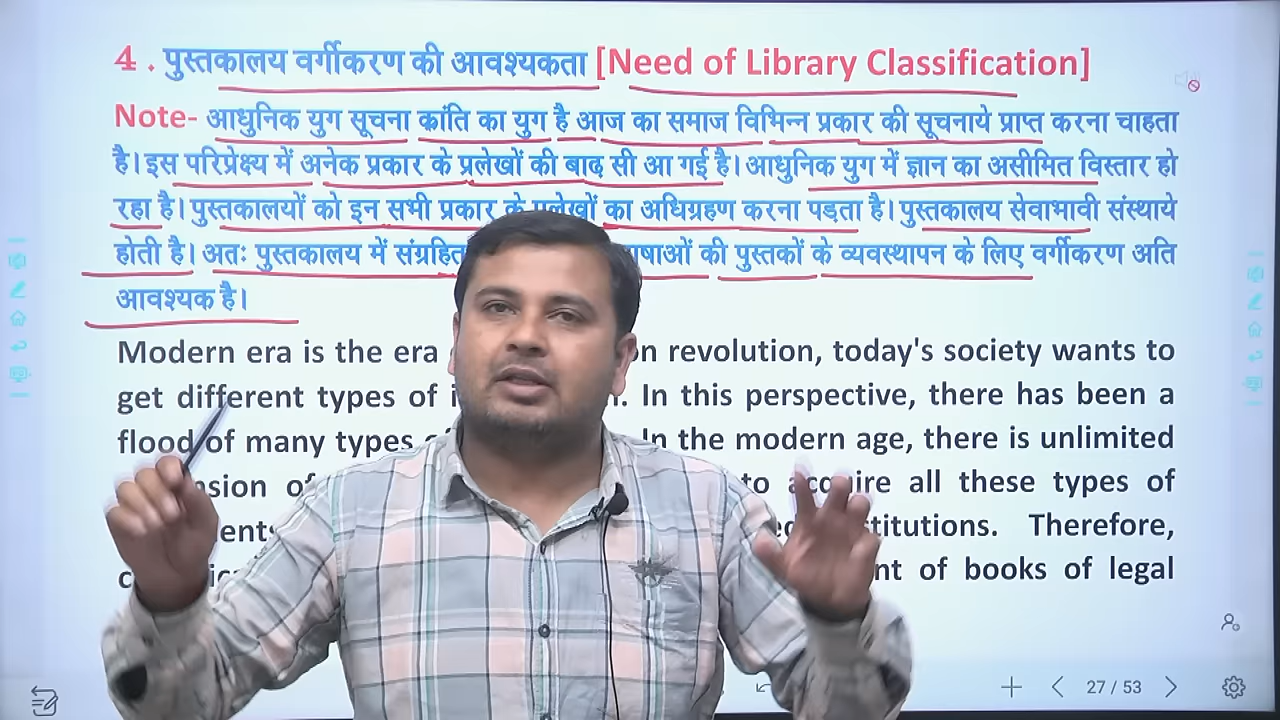 4 . पुस्तकालय वर्गीकरण की आवश्यकता [Need of Library Classification]
Note- आधुनिक युग सूचना क्रांति का युग है आज का समाज विभिन्न प्रकार की सूचनाये प्राप्त करना चाहता
है। इस परिप्रेक्ष्य में अनेक प्रकार के प्रलेखों की बाढ़ सी आ गई है। आधुनिक युग में ज्ञान का असीमित विस्तार हो
रहा है। पुस्तकालयों को इन सभी प्रकार के प्रलेखों का अधिग्रहण करना पड़ता है। पुस्तकालय सेवाभावी संस्थाये
होती है। अतः पुस्तकालय में संग्रहित की पुस्तकों के व्यवस्थापन के लिए वर्गीकरण अति
आवश्यक है।
Modern era is the era revolution, today's society wants to
get different types of In this perspective, there has been a
flood of many types In the modern age, there is unlimited
to acquire all these types of
Therefore,
of books of legal
27 / 53